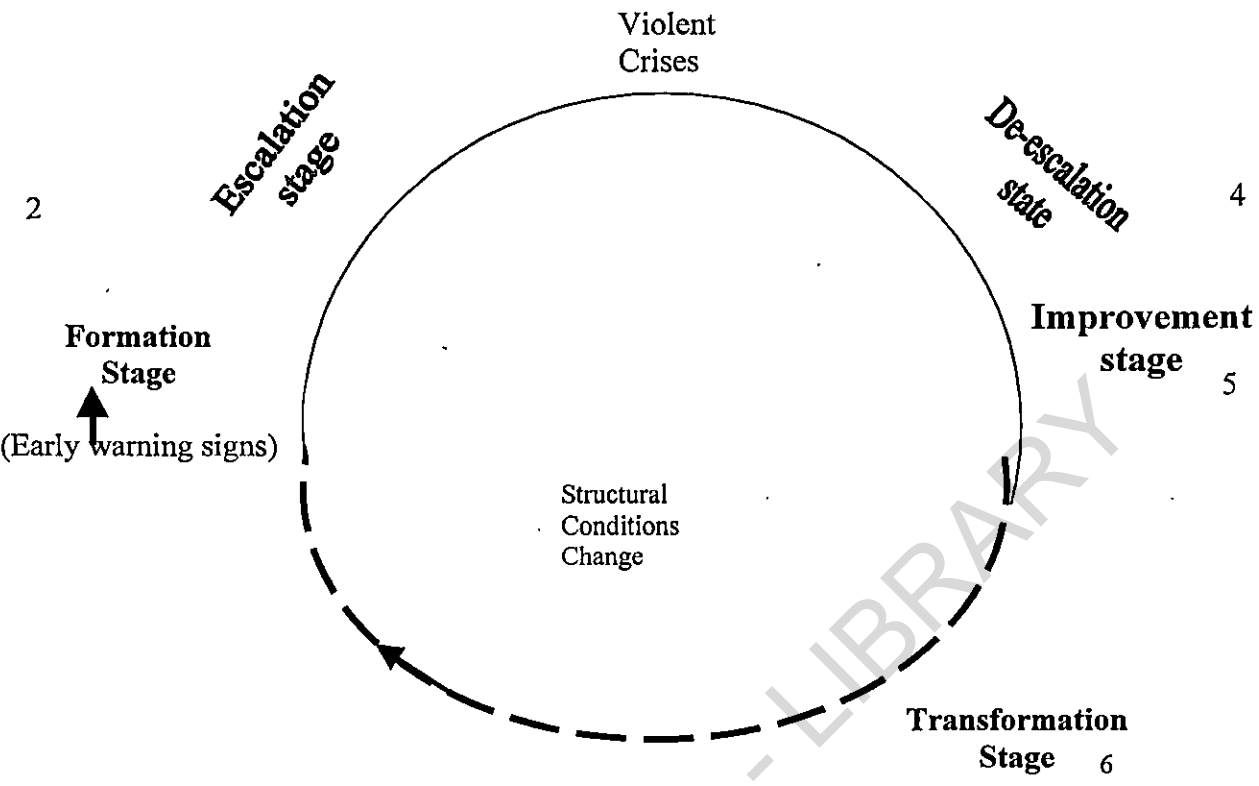 Violent
Crises
Escalation
stage
De-escalation
state
2
4
Formation
Stage
(Early warning signs)
Improvement
stage
5
Structural
Conditions
Change
Transformation
Stage 6
- LIBRARY